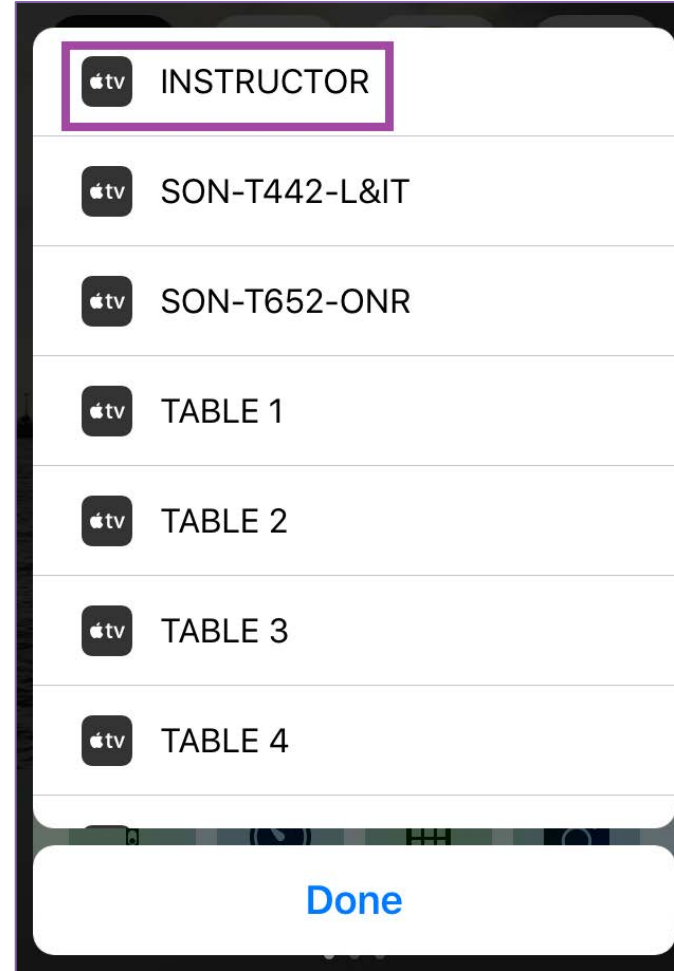 tv INSTRUCTOR
tv SON-T442-L&IT
tv SON-T652-ONR
tv TABLE 1
tv TABLE 2
tv TABLE 3
tv TABLE 4
Done